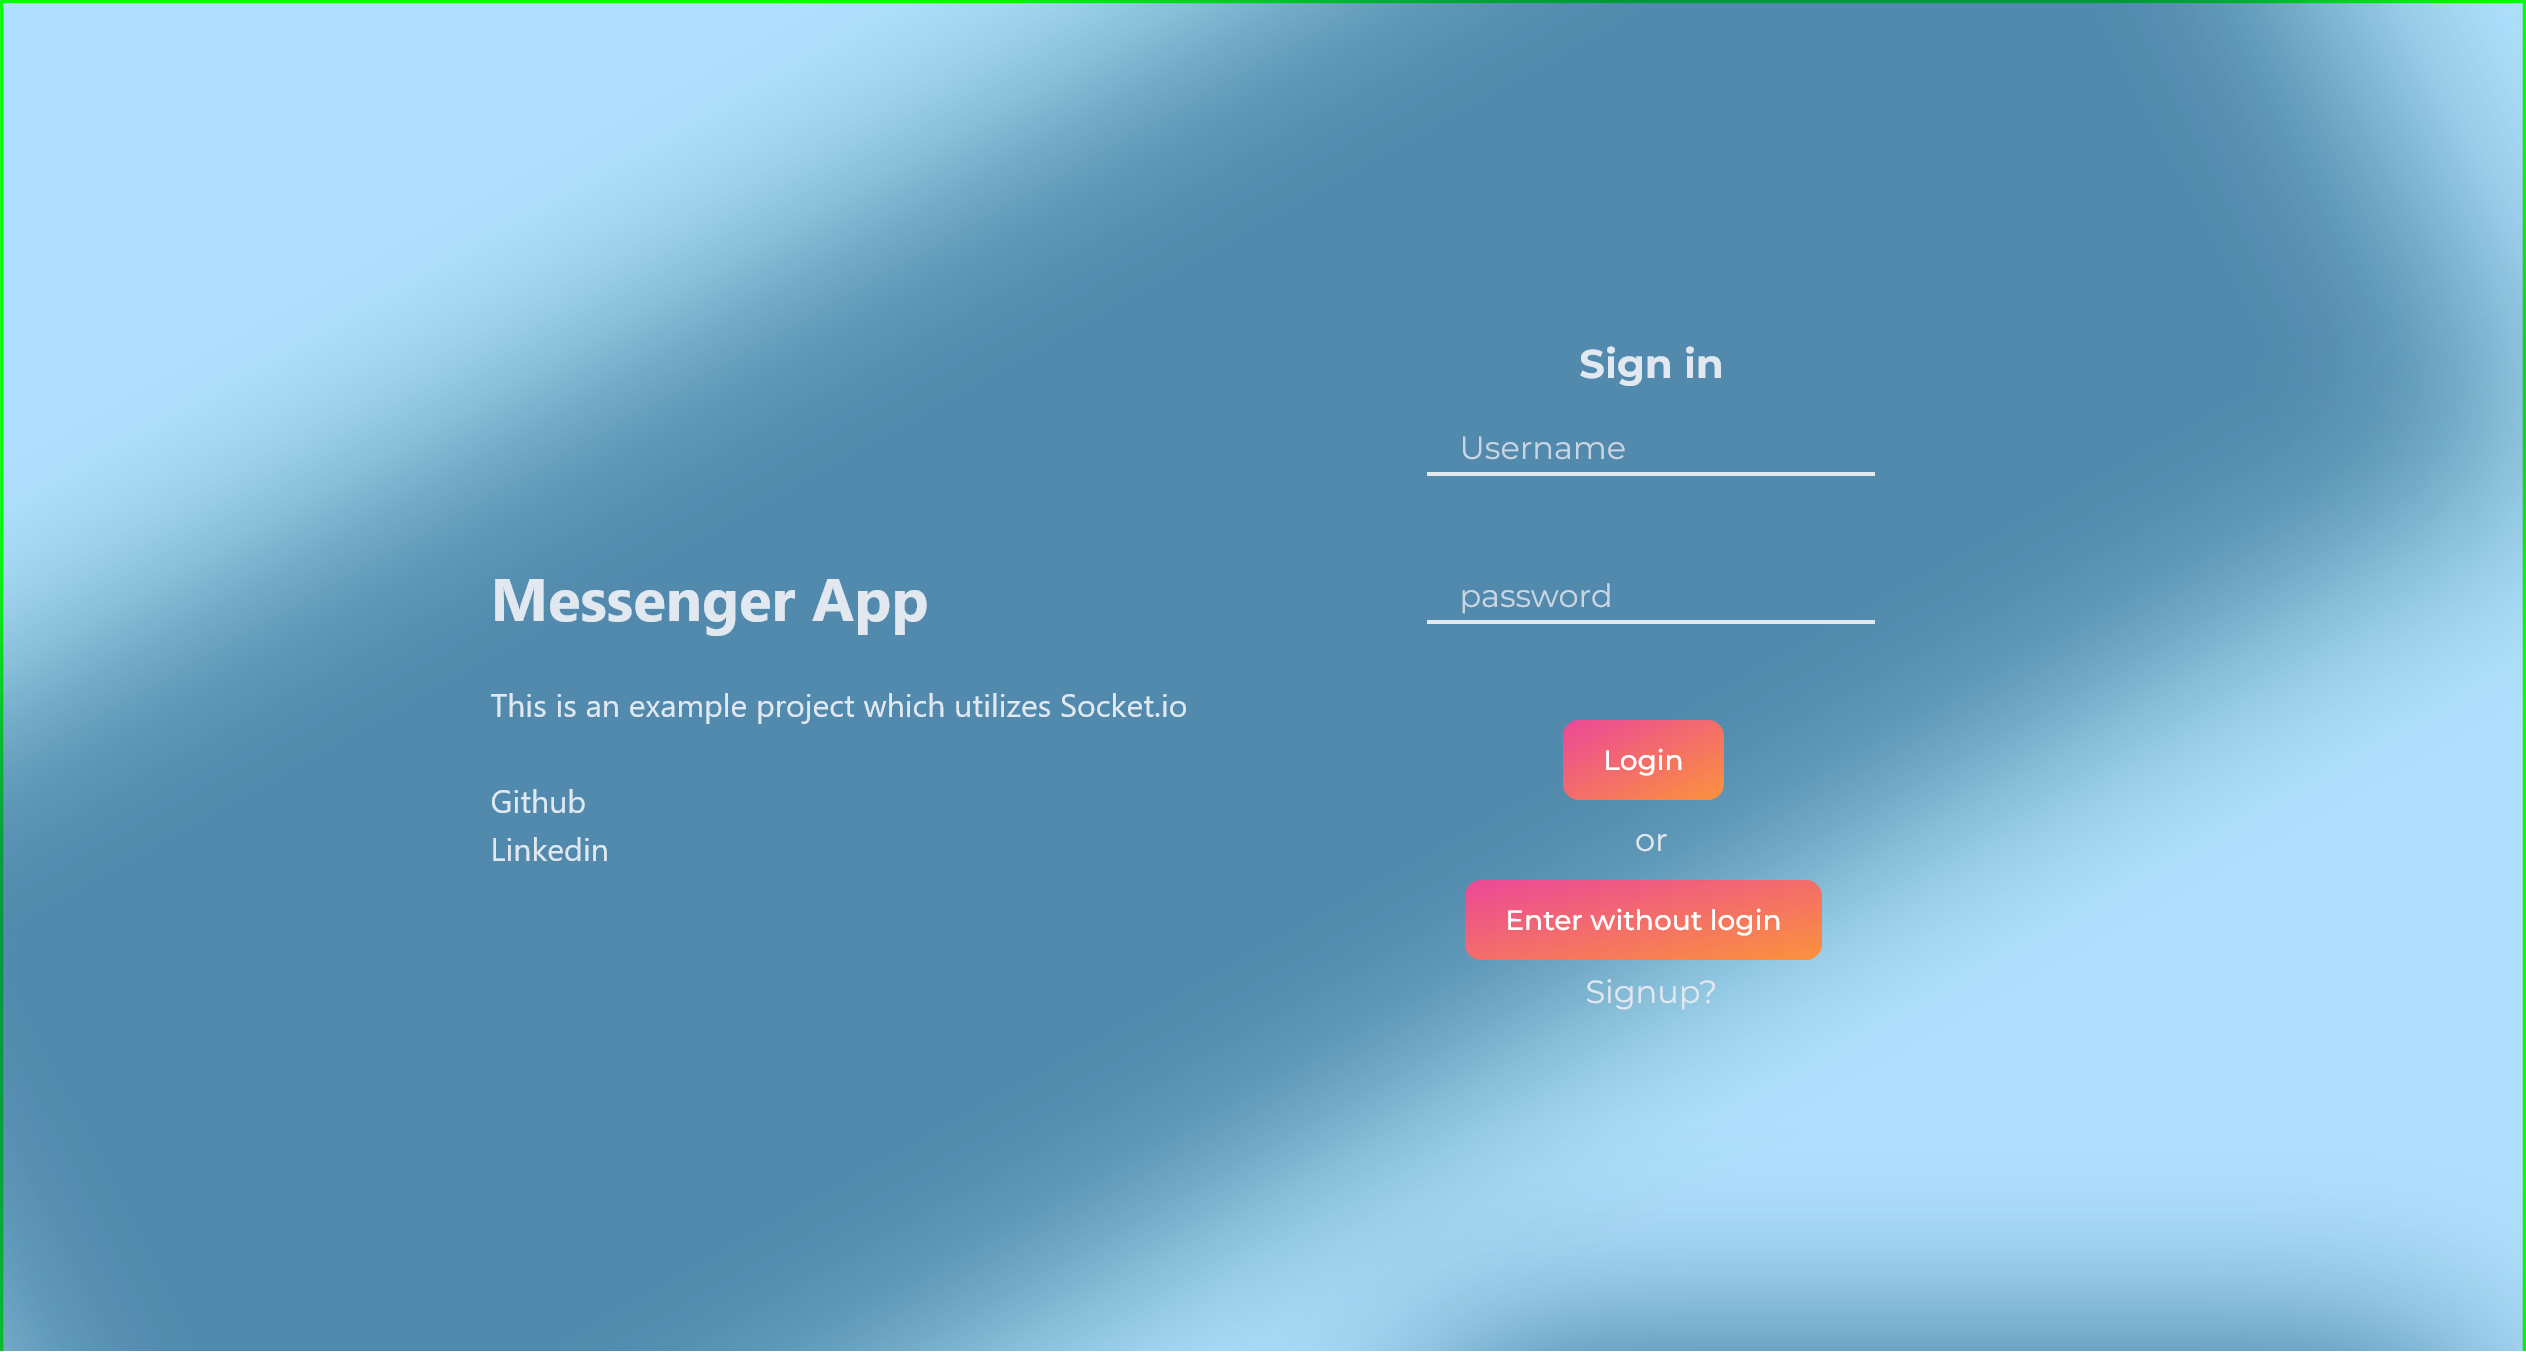 Messenger App
This is an example project which utilizes Socket.io
Github
Linkedin
Sign in
Username
password
Login
or
Enter without login
Signup?